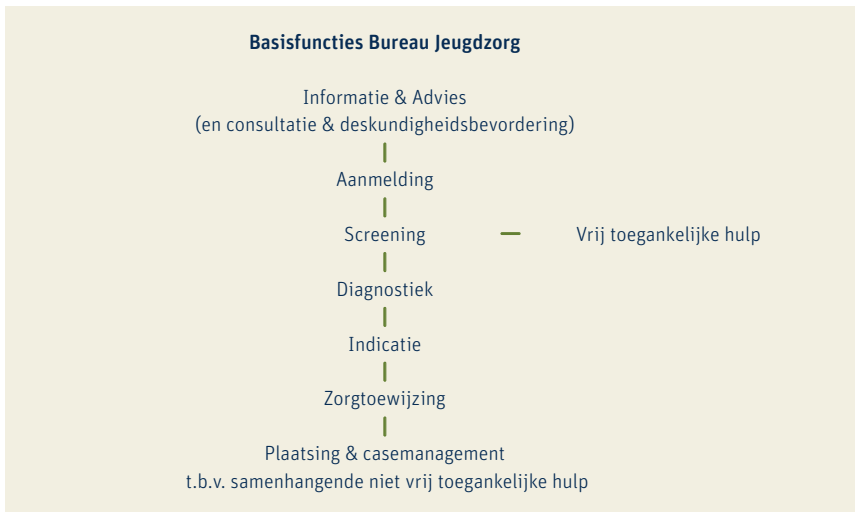 Basisfuncties Bureau Jeugdzorg
Informatie & Advies
(en consultatie & deskundigheidsbevordering)
Aanmelding
Screening
Vrij toegankelijke hulp
Diagnostiek
Indicatie
Zorgtoewijzing
Plaatsing & casemanagement
t.b.v. samenhangende niet vrij toegankelijke hulp